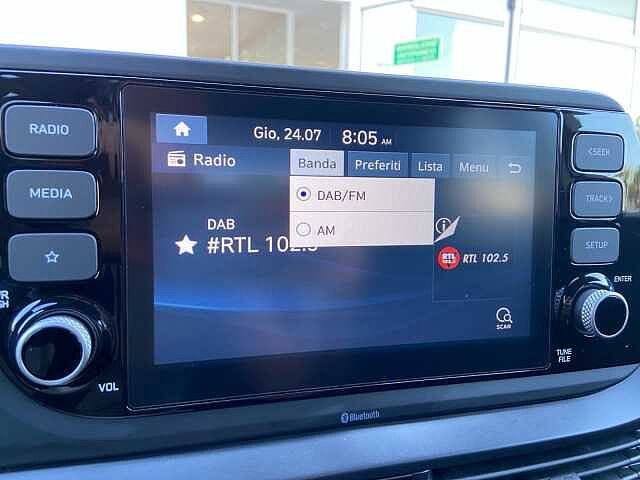 RADIO
MEDIA
VOL
Gio. 24.07 8:05 AM
Radio Banda Preferiti Lista Menu
DAB/FM
AM
DAB
#RTL 102.5
RTL 102.5
SCAN
<SEEK
TRACK>
SETUP
ENTER
TUNE
FILE
Bluetooth